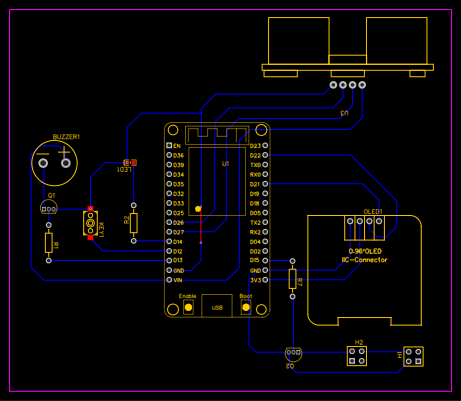 U3
BUZZER1
LED1
U1
Q1
R1
KEY1
R2
EN
D36
D39
D34
D35
D32
D33
D25
D26
D27
D14
D12
D13
GND
VIN
D23
D22
TX0
RX0
D21
D19
D18
D05
TX2
RX2
D04
D02
D15
GND
3V3
Enable
USB
Boot
OLED1
0.96*OLED
IIC-Connector
R7
H2
H1